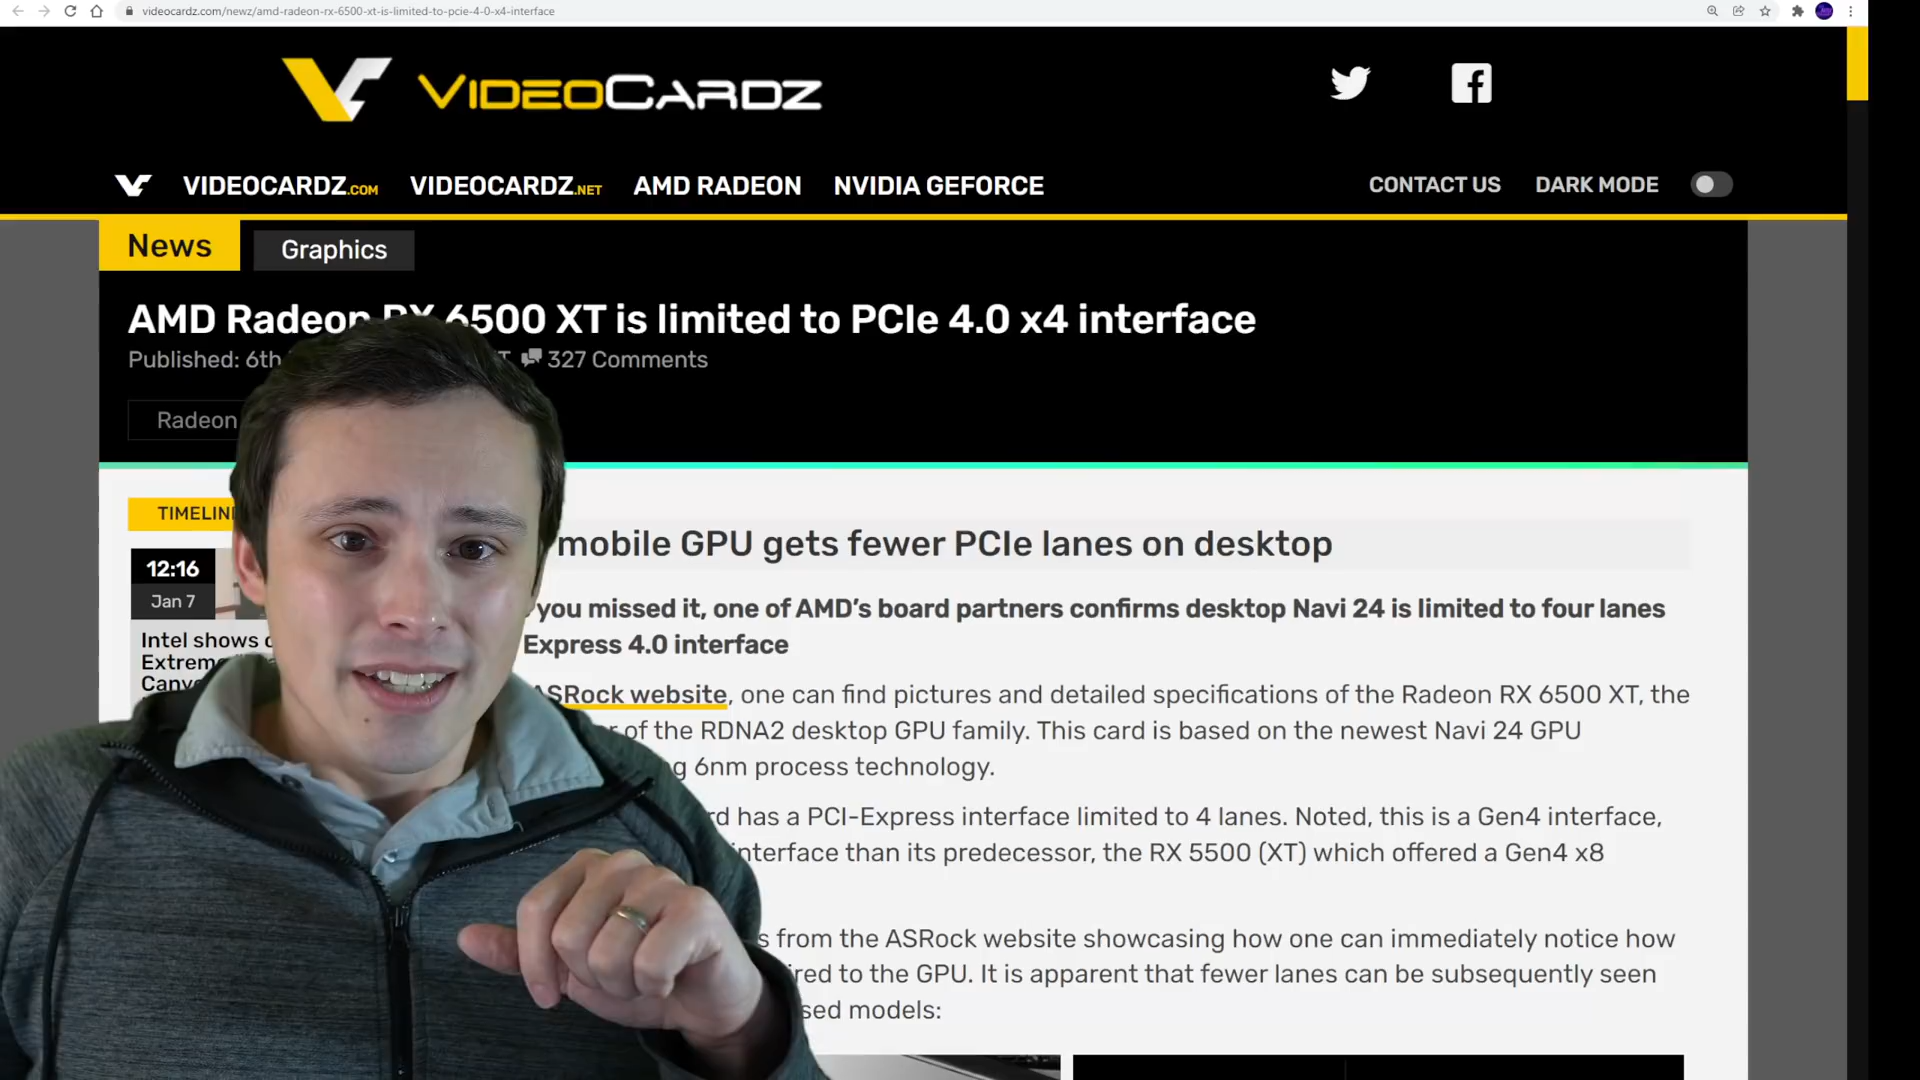 videocardz.com/newz/amd-radeon-rx-6500-xt-is-limited-to-pcie-4-0-x4-interface
VIDEOCARDZ
VIDEOCARDZ.COM VIDEOCARDZ.NET AMD RADEON NVIDIA GEFORCE CONTACT US DARK MODE
News Graphics
AMD Radeon RX 6500 XT is limited to PCIe 4.0 x4 interface
Published: 6th 327 Comments
Radeon
TIMELIN
mobile GPU gets fewer PCIe lanes on desktop
12:16
Jan 7
Intel shows
Extrem
Canyo
you missed it, one of AMD's board partners confirms desktop Navi 24 is limited to four lanes
Express 4.0 interface
ASRock website, one can find pictures and detailed specifications of the Radeon RX 6500 XT, the
of the RDNA2 desktop GPU family. This card is based on the newest Navi 24 GPU
6nm process technology.
has a PCI-Express interface limited to 4 lanes. Noted, this is a Gen4 interface,
interface than its predecessor, the RX 5500 (XT) which offered a Gen4 x8
from the ASRock website showcasing how one can immediately notice how
ired to the GPU. It is apparent that fewer lanes can be subsequently seen
sed models: